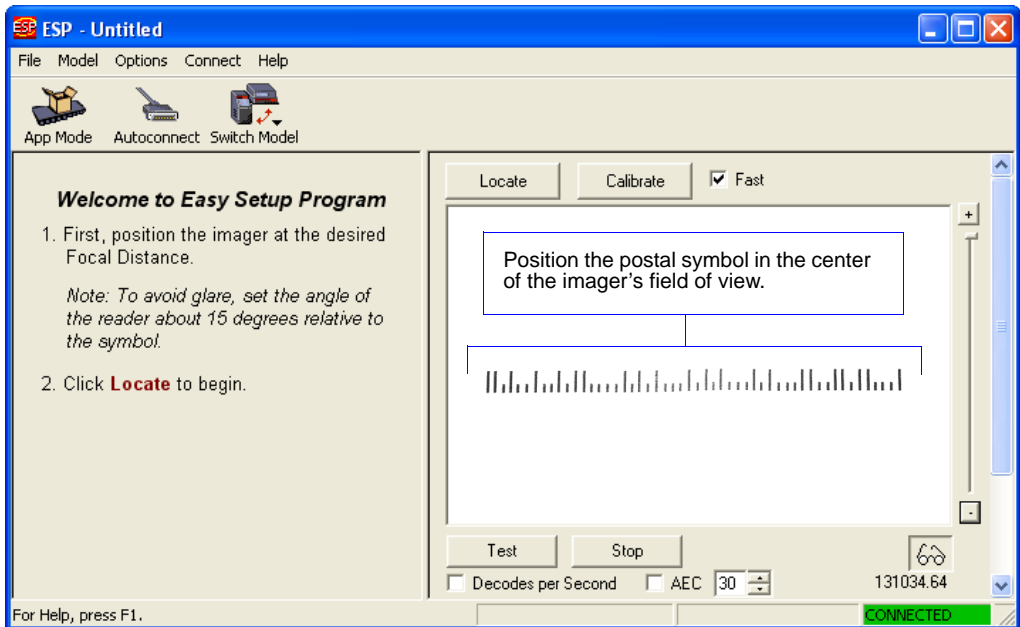 ESP - Untitled
File Model Options Connect Help
App Mode Autoconnect Switch Model
Welcome to Easy Setup Program
1. First, position the imager at the desired
Focal Distance.
Note: To avoid glare, set the angle of
the reader about 15 degrees relative to
the symbol.
2. Click Locate to begin.
Locate Calibrate Fast
+
Position the postal symbol in the center
of the imager's field of view.
-
Test Stop
Decodes per Second AEC 30
131034.64
For Help, press F1.
CONNECTED